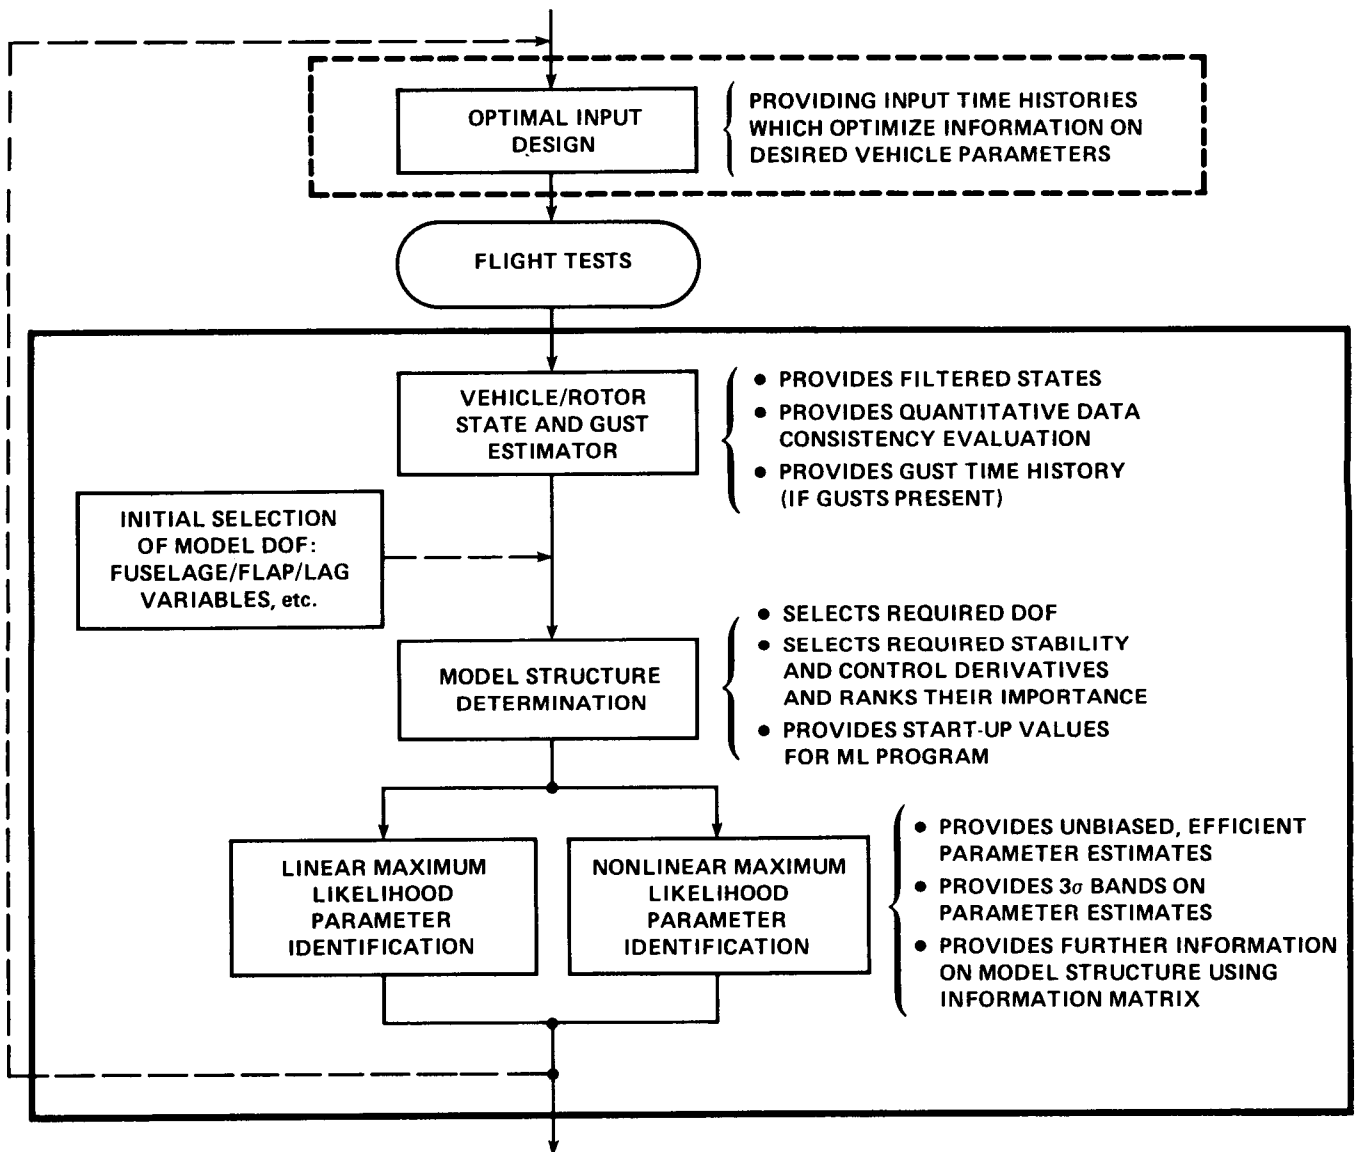 OPTIMAL INPUT
DESIGN
PROVIDING INPUT TIME HISTORIES
WHICH OPTIMIZE INFORMATION ON
DESIRED VEHICLE PARAMETERS
FLIGHT TESTS
VEHICLE/ROTOR
STATE AND GUST
ESTIMATOR
• PROVIDES FILTERED STATES
• PROVIDES QUANTITATIVE DATA
CONSISTENCY EVALUATION
• PROVIDES GUST TIME HISTORY
(IF GUSTS PRESENT)
INITIAL SELECTION
OF MODEL DOF:
FUSELAGE/FLAP/LAG
VARIABLES, etc.
MODEL STRUCTURE
DETERMINATION
• SELECTS REQUIRED DOF
• SELECTS REQUIRED STABILITY
AND CONTROL DERIVATIVES
AND RANKS THEIR IMPORTANCE
• PROVIDES START-UP VALUES
FOR ML PROGRAM
LINEAR MAXIMUM
LIKELIHOOD
PARAMETER
IDENTIFICATION
NONLINEAR MAXIMUM
LIKELIHOOD
PARAMETER
IDENTIFICATION
• PROVIDES UNBIASED, EFFICIENT
PARAMETER ESTIMATES
• PROVIDES 3σ BANDS ON
PARAMETER ESTIMATES
• PROVIDES FURTHER INFORMATION
ON MODEL STRUCTURE USING
INFORMATION MATRIX